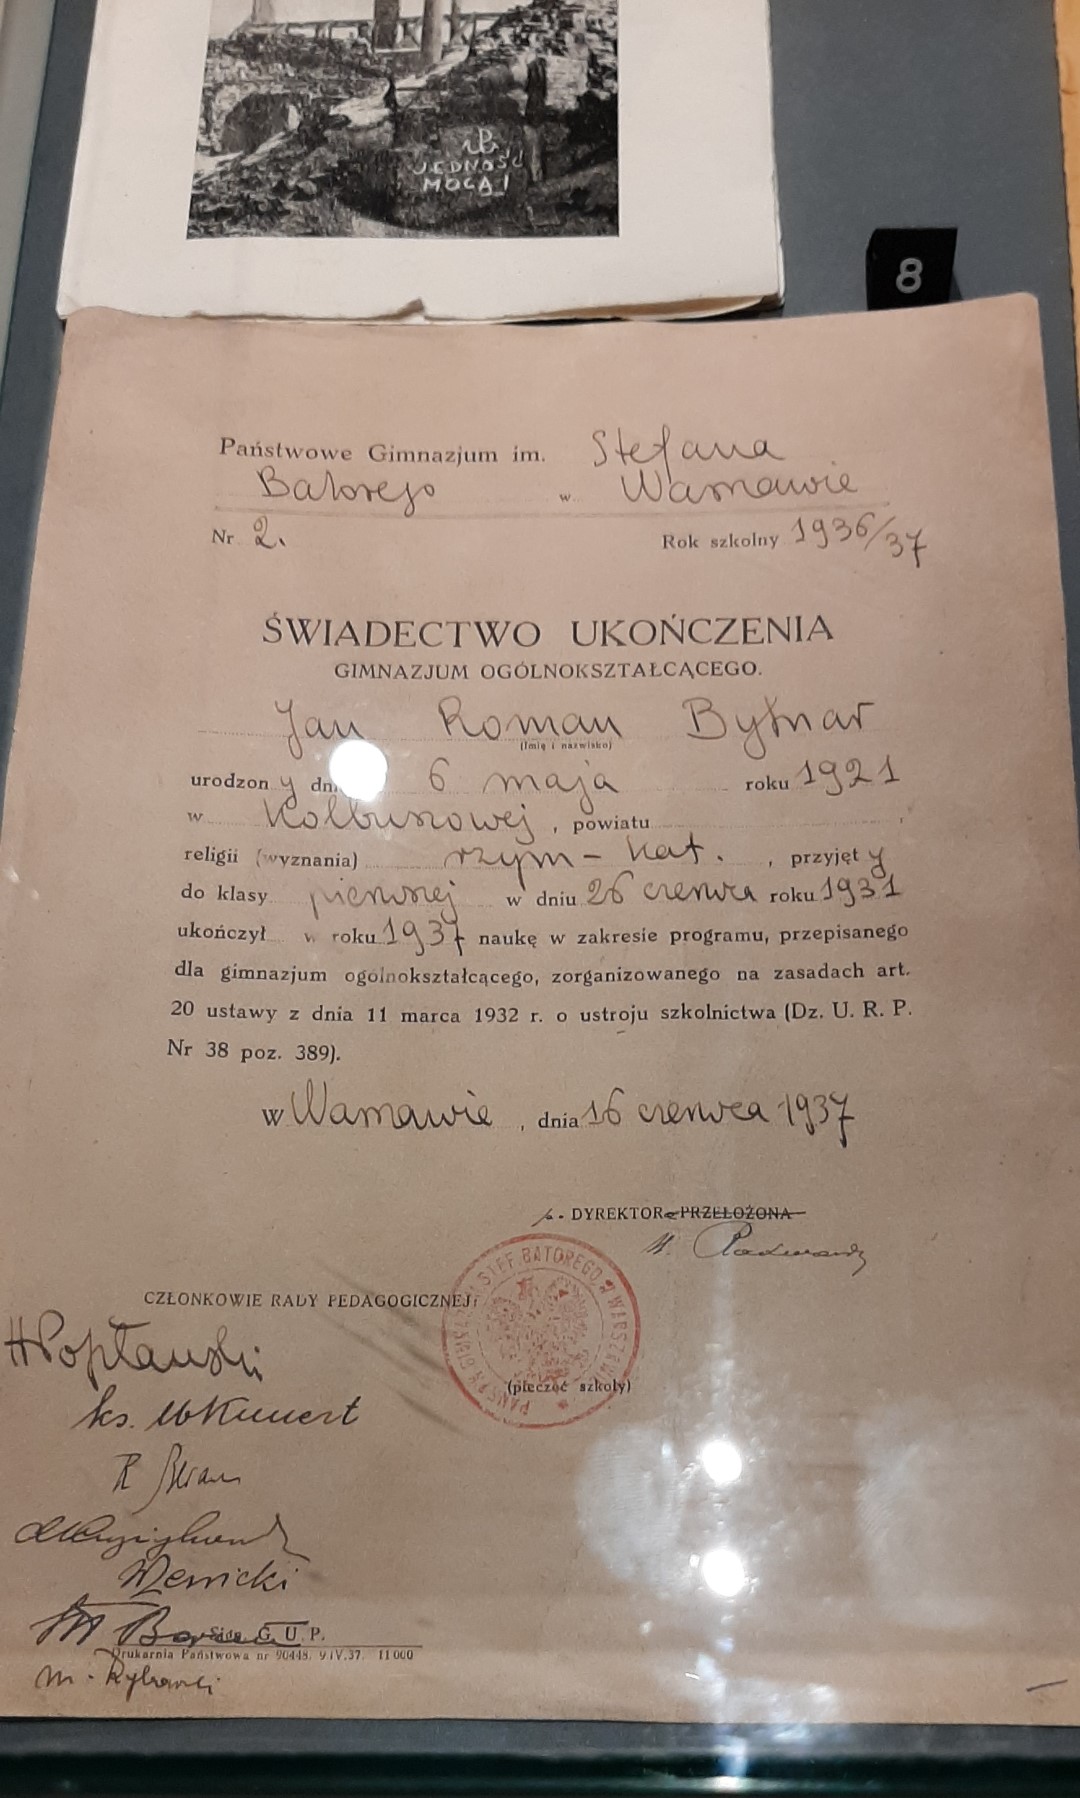 JEDNOŚĆ
MOCĄ!
8
Państwowe Gimnazjum im. Stefana
Batorego w Warszawie
Nr 2. Rok szkolny 1936/37
ŚWIADECTWO UKOŃCZENIA
GIMNAZJUM OGÓLNOKSZTAŁCĄCEGO.
Jan Roman Bytnar
(Imię i nazwisko)
urodzony dni 6 maja roku 1921
w Kolbuszowej, powiatu
religii (wyznania) rzym-kat., przyjęty
do klasy pierwszej w dniu 26 czerwca roku 1931
ukończył w roku 1937 naukę w zakresie programu, przepisanego
dla gimnazjum ogólnokształcącego, zorganizowanego na zasadach art.
20 ustawy z dnia 11 marca 1932 r. o ustroju szkolnictwa (Dz. U. R. P.
Nr 38 poz. 389).
w Warszawie, dnia 16 czerwca 1937
DYREKTOR PRZEŁOŻONA
CZŁONKOWIE RADY PEDAGOGICZNEJ:
STEF. BATOREGO
(pieczęć szkoły)
H Popławski
ks. Kunert
G. U. P.
Drukarnia Państwowa nr 90448. 9 IV.37. 11000